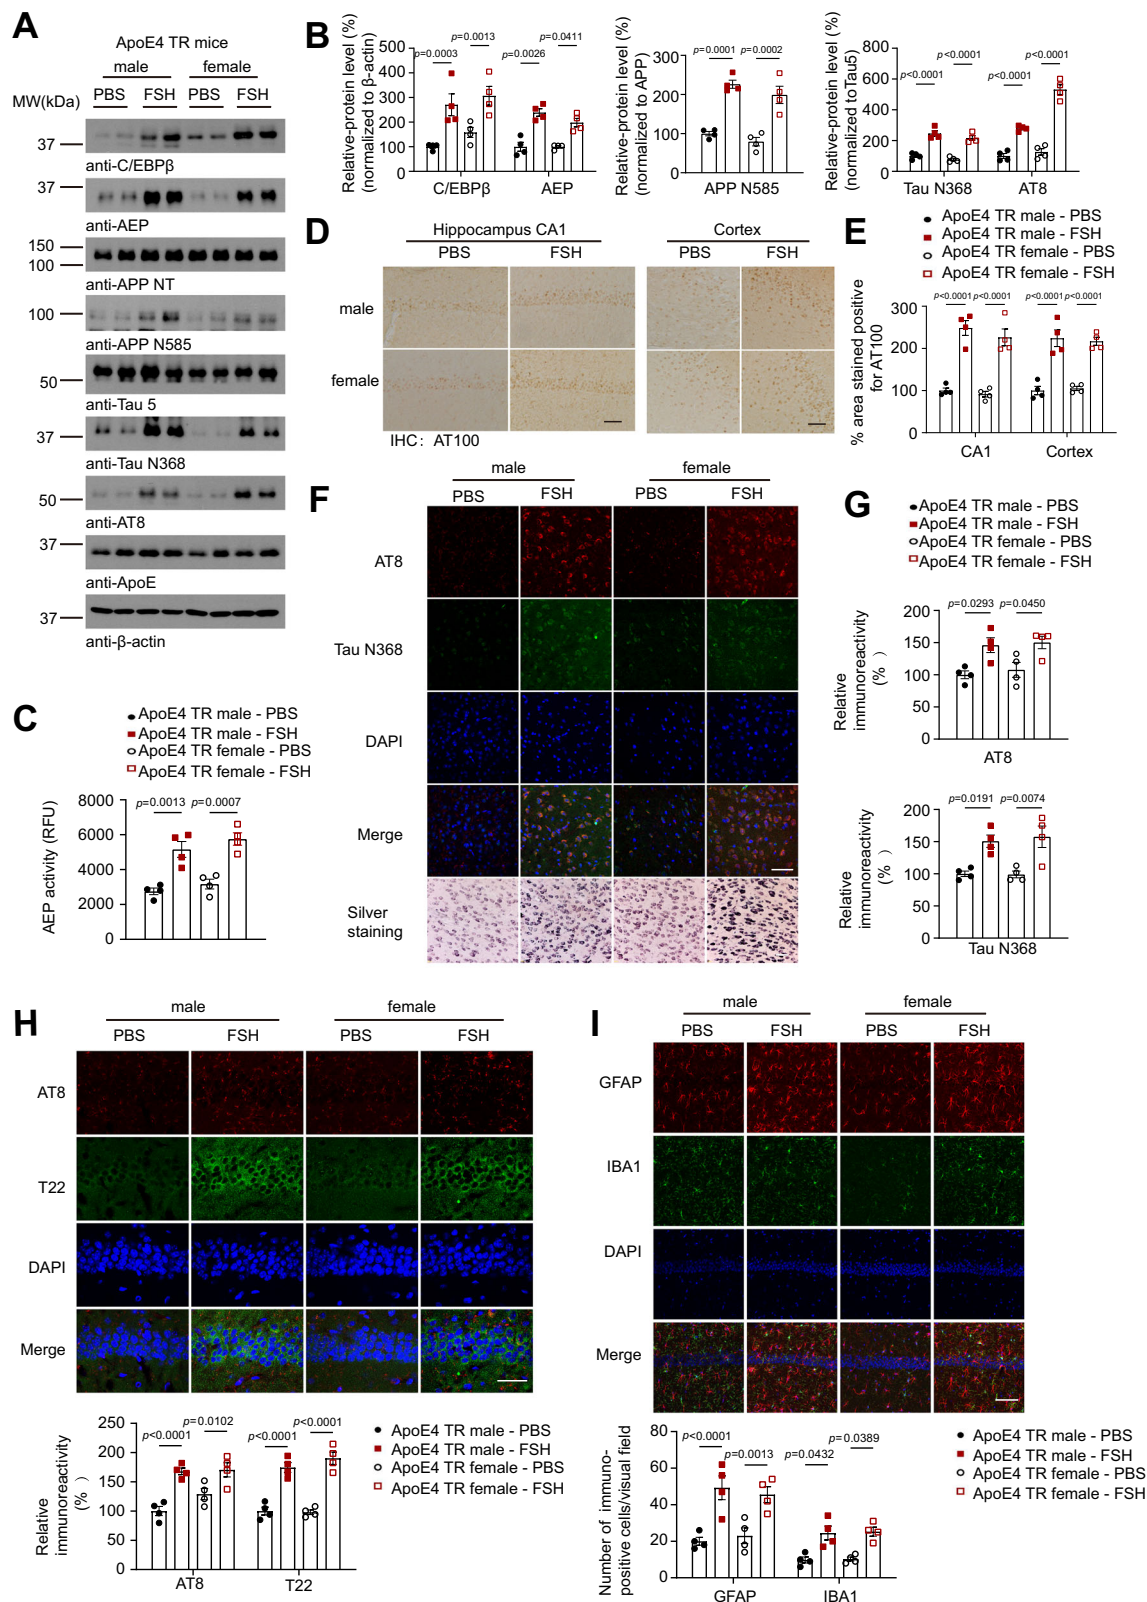 A
ApoE4 TR mice
male female
PBS FSH PBS FSH
MW(kDa)
37
anti-C/EBPβ
37
anti-AEP
150
100
anti-APP NT
100
anti-APP N585
50
anti-Tau 5
37
anti-Tau N368
50
anti-AT8
37
anti-ApoE
37
anti-β-actin
B
Relative-protein level (%)
(normalized to β-actin)
500
400
300
200
100
0
p=0.0003
p=0.0013
p=0.0026
p=0.0411
C/EBPβ AEP
Relative-protein level (%)
(normalized to APP)
300
200
100
0
p=0.0001
p=0.0002
APP N585
Relative-protein level (%)
(normalized to Tau5)
800
600
400
200
0
p<0.0001
p<0.0001
p<0.0001
p<0.0001
Tau N368 AT8
C
ApoE4 TR male - PBS
ApoE4 TR male - FSH
ApoE4 TR female - PBS
ApoE4 TR female - FSH
AEP activity (RFU)
8000
6000
4000
2000
0
p=0.0013
p=0.0007
D
Hippocampus CA1 Cortex
PBS FSH PBS FSH
male
female
IHC: AT100
E
ApoE4 TR male - PBS
ApoE4 TR male - FSH
ApoE4 TR female - PBS
ApoE4 TR female - FSH
% area stained positive
for AT100
300
200
100
0
p<0.0001 p<0.0001 p<0.0001 p<0.0001
CA1 Cortex
F
male female
PBS FSH PBS FSH
AT8
Tau N368
DAPI
Merge
Silver
staining
G
ApoE4 TR male - PBS
ApoE4 TR male - FSH
ApoE4 TR female - PBS
ApoE4 TR female - FSH
Relative
immunoreactivity
(%)
200
150
100
50
0
p=0.0293 p=0.0450
AT8
Relative
immunoreactivity
(%)
200
150
100
50
0
p=0.0191 p=0.0074
Tau N368
H
male female
PBS FSH PBS FSH
AT8
T22
DAPI
Merge
Relative
immunoreactivity
(%)
250
200
150
100
50
0
p<0.0001
p=0.0102
p<0.0001
p<0.0001
AT8 T22
ApoE4 TR male - PBS
ApoE4 TR male - FSH
ApoE4 TR female - PBS
ApoE4 TR female - FSH
I
male female
PBS FSH PBS FSH
GFAP
IBA1
DAPI
Merge
Number of immuno-
positive cells/visual field
80
60
40
20
0
p<0.0001
p=0.0013
p=0.0432
p=0.0389
GFAP IBA1
ApoE4 TR male - PBS
ApoE4 TR male - FSH
ApoE4 TR female - PBS
ApoE4 TR female - FSH